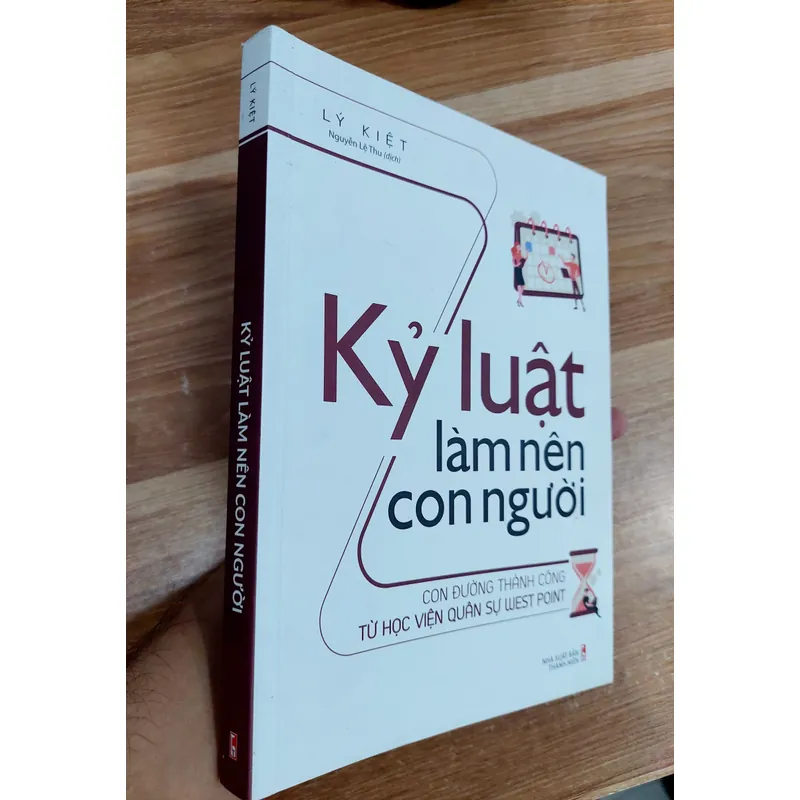 LÝ KIỆT
KỶ LUẬT LÀM NÊN CON NGƯỜI
LÝ KIỆT
Nguyễn Lệ Thu (dịch)
Kỷ luật
làm nên
con người
CON ĐƯỜNG THÀNH CÔNG
TỪ HỌC VIỆN QUÂN SỰ WEST POINT
NHÀ XUẤT BẢN
THANH NIÊN